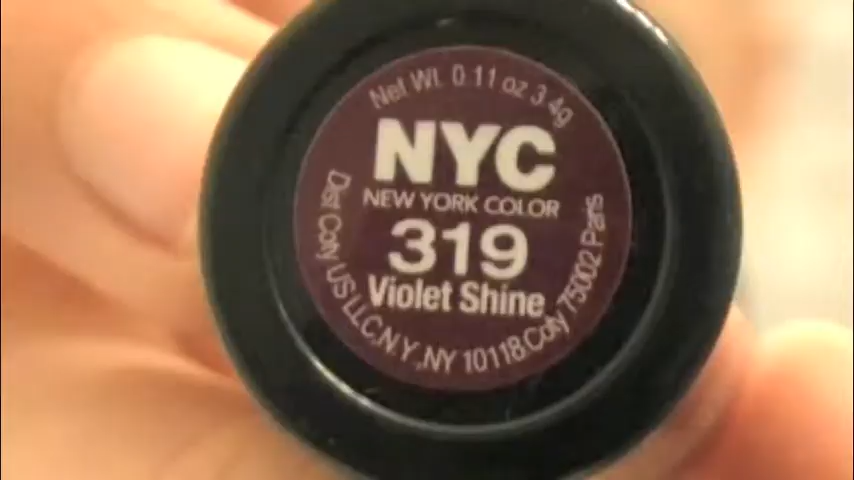 Net Wt. 0.11 oz 3.4g
NYC
NEW YORK COLOR
319
Violet Shine
Dist Coty US LLC,N.Y.,NY 10118.Coty 75002 Paris